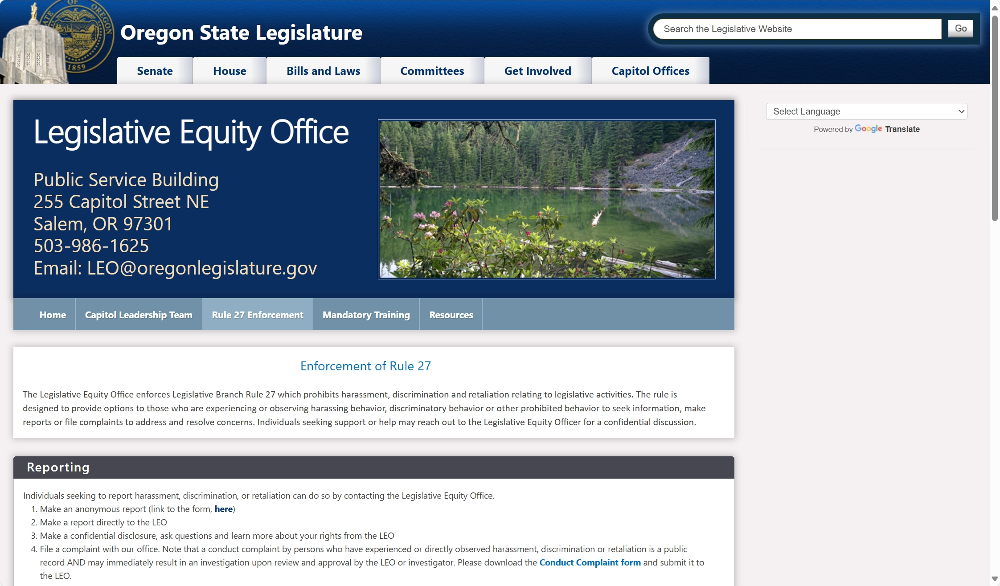 STATE OF OREGON
1859
Oregon State Legislature
Search the Legislative Website
Go
Senate
House
Bills and Laws
Committees
Get Involved
Capitol Offices
Legislative Equity Office
Public Service Building
255 Capitol Street NE
Salem, OR 97301
503-986-1625
Email: LEO@oregonlegislature.gov
Select Language
Powered by Google Translate
Home
Capitol Leadership Team
Rule 27 Enforcement
Mandatory Training
Resources
Enforcement of Rule 27
The Legislative Equity Office enforces Legislative Branch Rule 27 which prohibits harassment, discrimination and retaliation relating to legislative activities. The rule is
designed to provide options to those who are experiencing or observing harassing behavior, discriminatory behavior or other prohibited behavior to seek information, make
reports or file complaints to address and resolve concerns. Individuals seeking support or help may reach out to the Legislative Equity Officer for a confidential discussion.
Reporting
Individuals seeking to report harassment, discrimination, or retaliation can do so by contacting the Legislative Equity Office.
1. Make an anonymous report (link to the form, here)
2. Make a report directly to the LEO
3. Make a confidential disclosure, ask questions and learn more about your rights from the LEO
4. File a complaint with our office. Note that a conduct complaint by persons who have experienced or directly observed harassment, discrimination or retaliation is a public
record AND may immediately result in an investigation upon review and approval by the LEO or investigator. Please download the Conduct Complaint form and submit it to
the LEO.